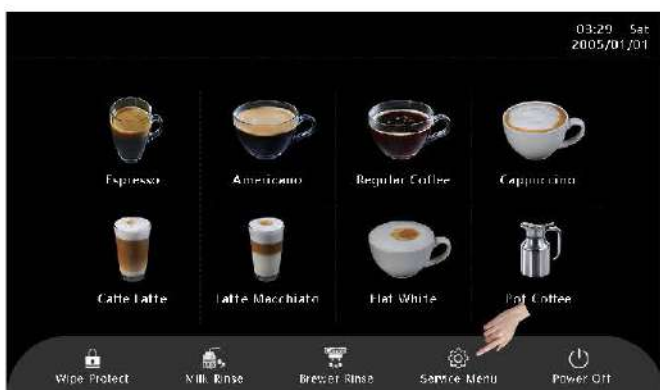 03:29 Sat
2005/01/01
Espresso
Americano
Regular Coffee
Cappuccino
Caffe Latte
Latte Macchiato
Flat White
Pot Coffee
Wipe Protect
Milk Rinse
Brewer Rinse
Service Menu
Power Off